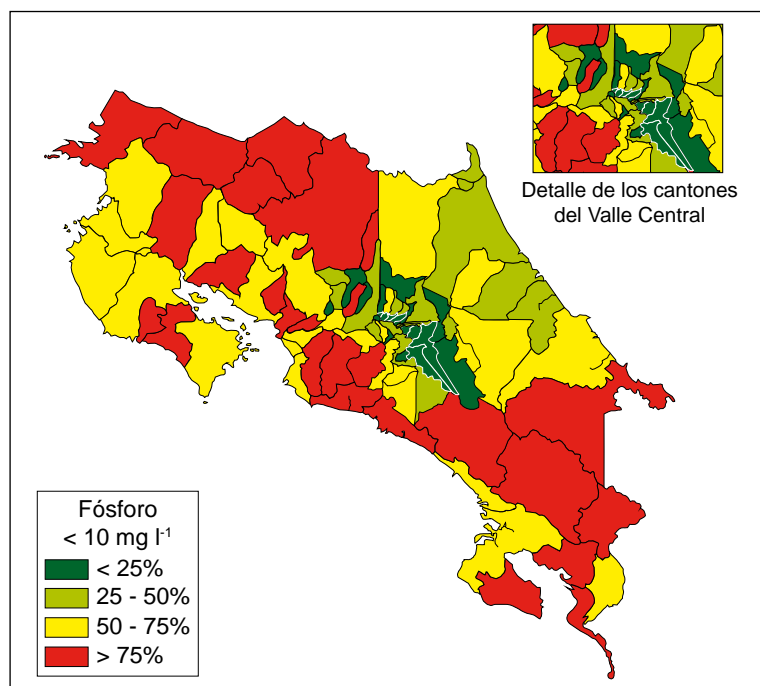 Detalle de los cantones
del Valle Central
Fósforo
< 10 mg l⁻¹
< 25%
25 - 50%
50 - 75%
> 75%